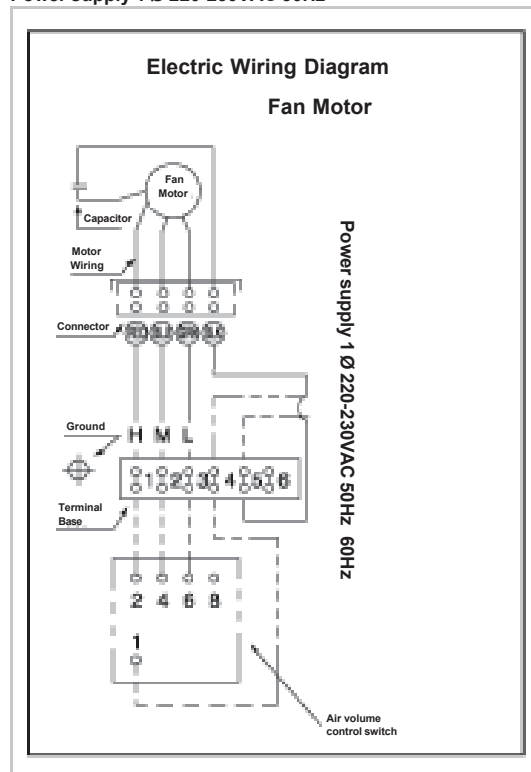 Electric Wiring Diagram
Fan Motor
Fan
Motor
Capacitor
Motor
Wiring
Connector
Power supply 1 Ø 220-230VAC 50Hz 60Hz
Ground
H M L
1 2 3 4 5 6
Terminal
Base
2 4 6 8
1
Air volume
control switch